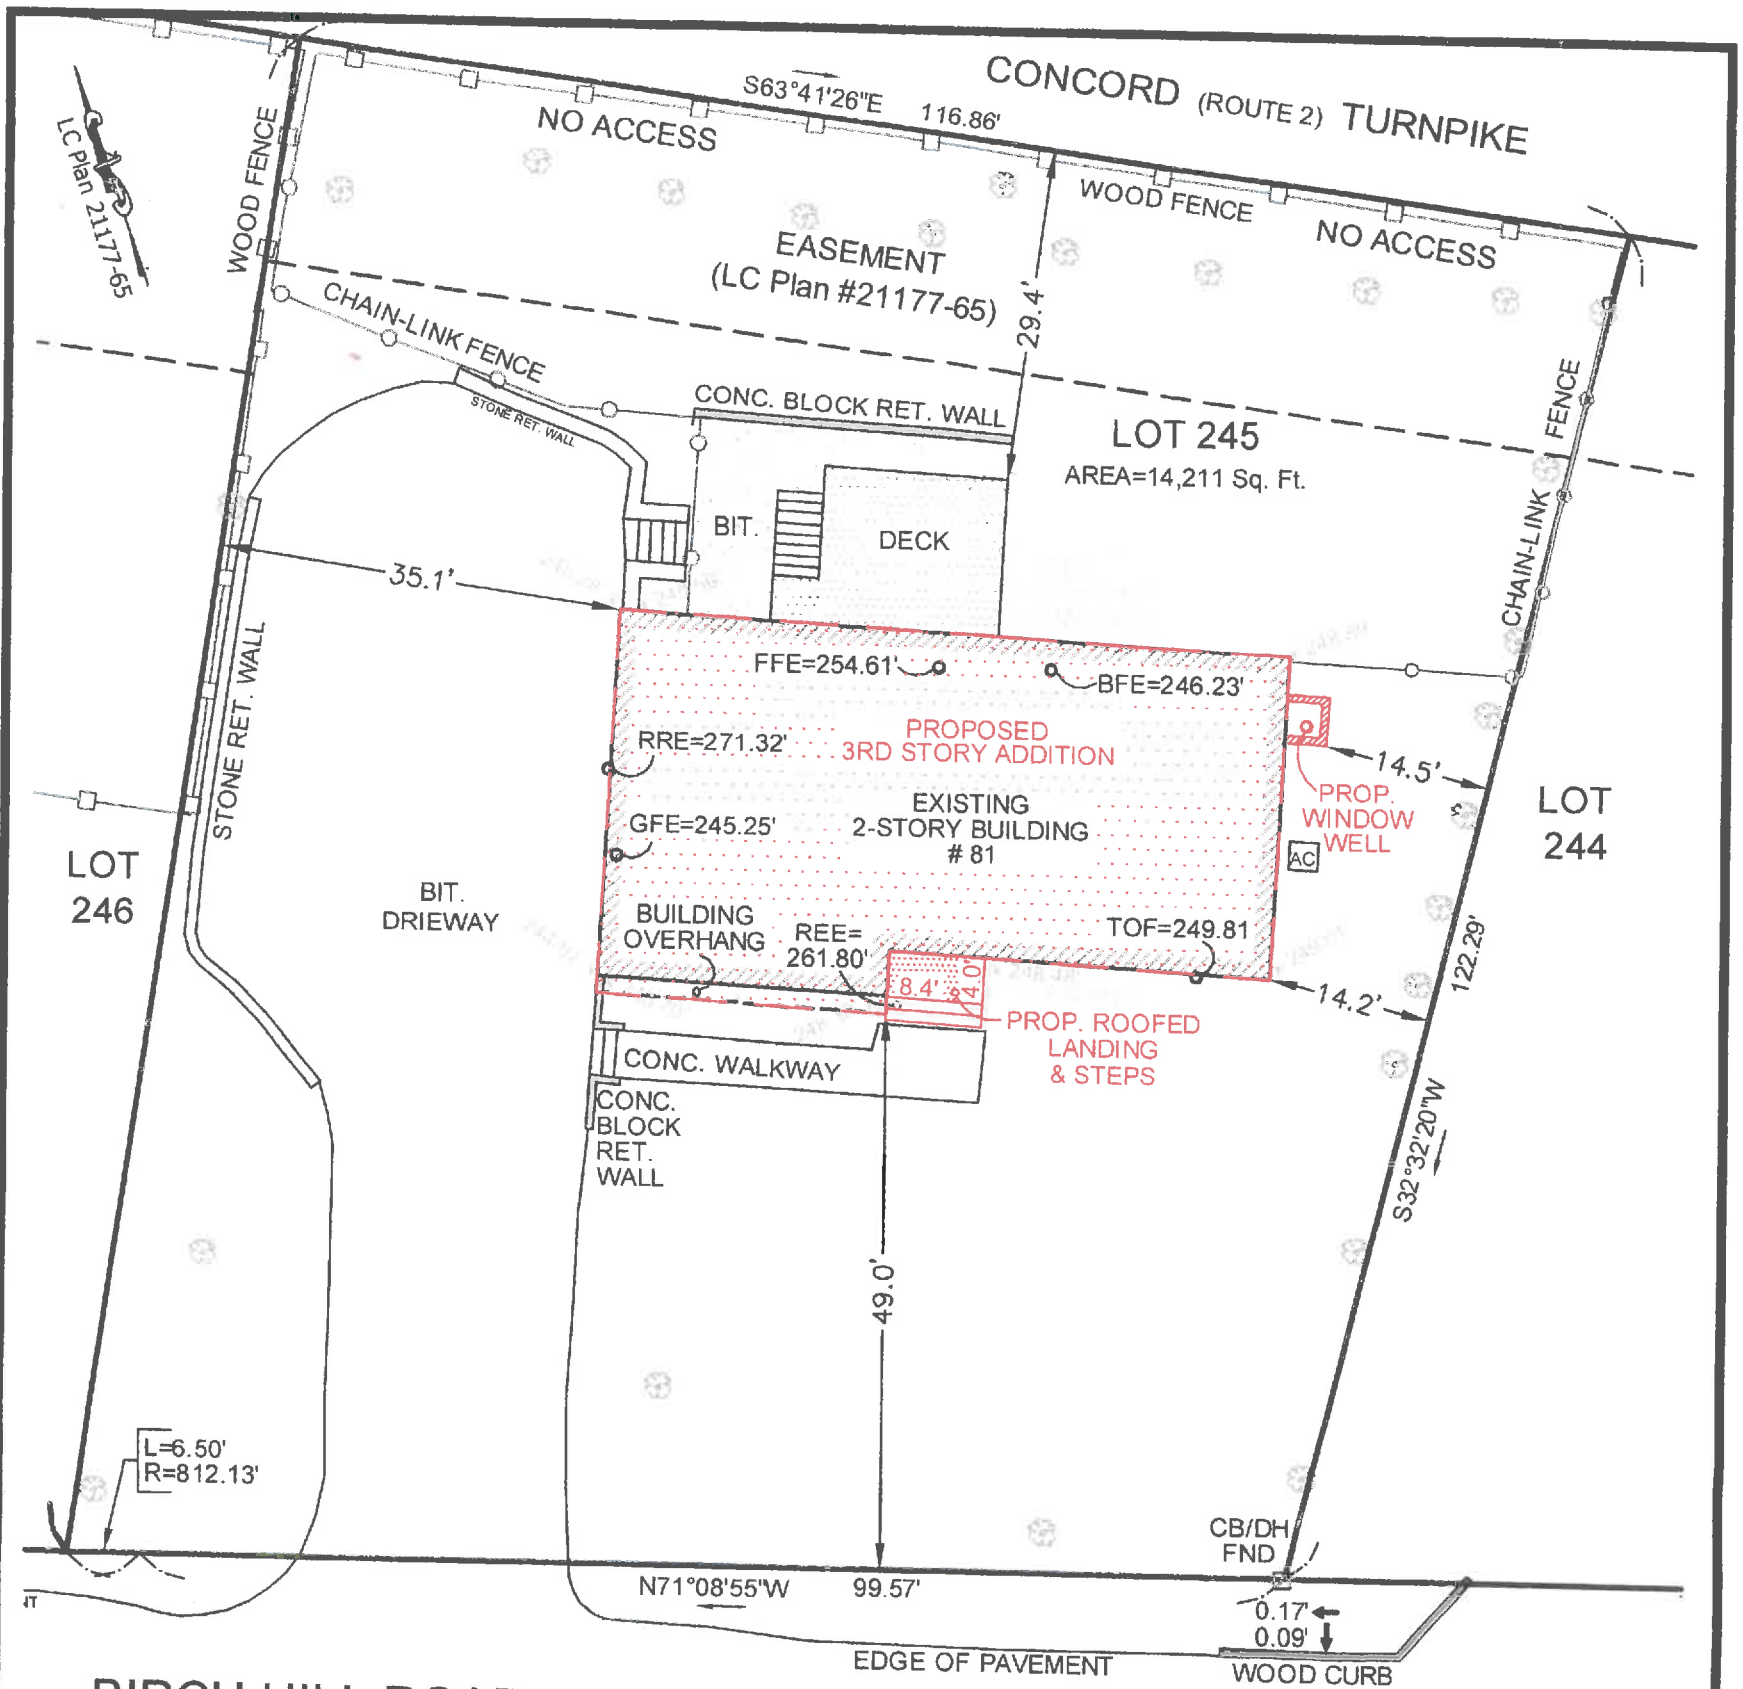 CONCORD (ROUTE 2) TURNPIKE
S63°41'26"E 116.86'
NO ACCESS
WOOD FENCE
NO ACCESS
WOOD FENCE
LC Plan 21177-65
EASEMENT
(LC Plan #21177-65)
29.4'
CHAIN-LINK FENCE
STONE RET. WALL
CONC. BLOCK RET. WALL
LOT 245
AREA=14,211 Sq. Ft.
CHAIN-LINK FENCE
BIT.
DECK
35.1'
STONE RET. WALL
FFE=254.61'
BFE=246.23'
RRE=271.32'
PROPOSED
3RD STORY ADDITION
14.5'
PROP.
WINDOW
WELL
GFE=245.25'
EXISTING
2-STORY BUILDING
# 81
AC
LOT
244
LOT
246
BIT.
DRIEWAY
BUILDING
OVERHANG
REE=
261.80'
TOF=249.81
122.29'
8.4'
4.0'
14.2'
PROP. ROOFED
LANDING
& STEPS
CONC. WALKWAY
CONC.
BLOCK
RET.
WALL
S32°32'20"W
49.0'
L=6.50'
R=812.13'
CB/DH
FND
N71°08'55"W 99.57'
0.17'
0.09'
EDGE OF PAVEMENT
WOOD CURB